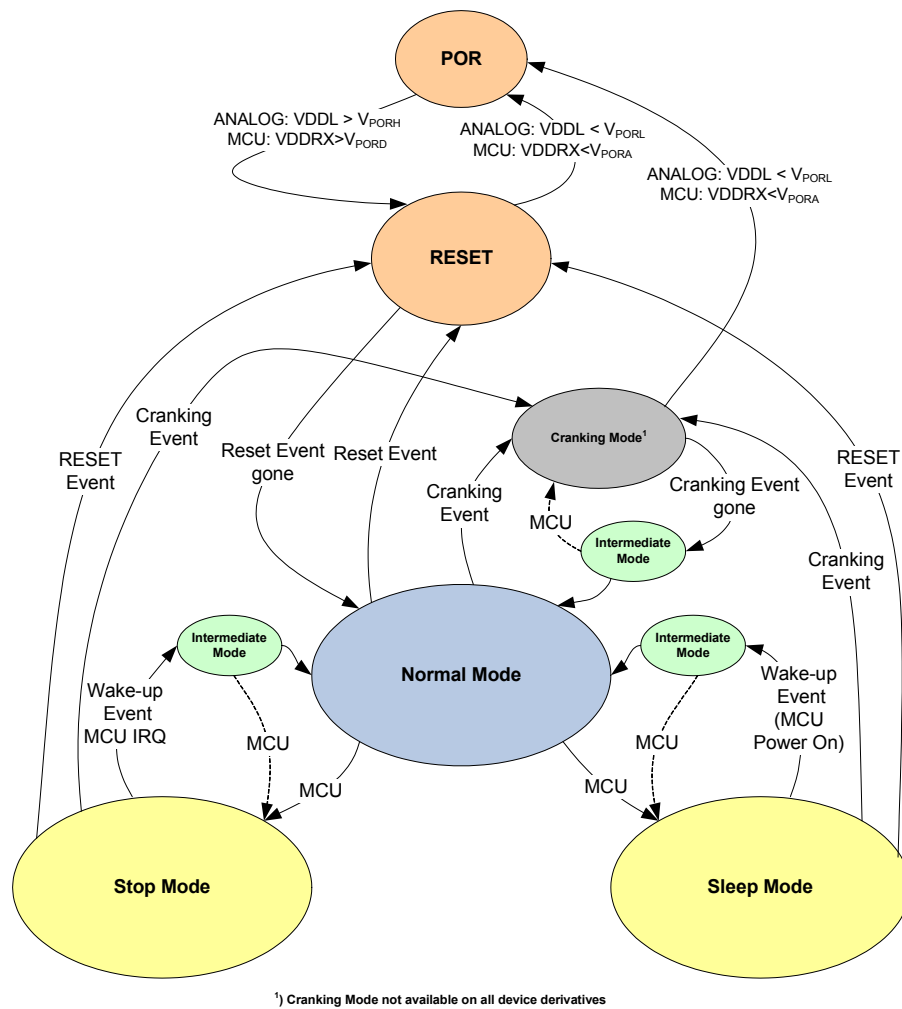 POR
ANALOG: VDDL > VPORH
MCU: VDDRX>VPORD
ANALOG: VDDL < VPORL
MCU: VDDRX<VPORA
ANALOG: VDDL < VPORL
MCU: VDDRX<VPORA
RESET
Cranking
Event
RESET
Event
Reset Event
gone
Reset Event
Cranking Mode1
Cranking
Event
Cranking Event
gone
RESET
Event
MCU
Intermediate
Mode
Cranking
Event
Intermediate
Mode
Normal Mode
Intermediate
Mode
Wake-up
Event
MCU IRQ
MCU
MCU
MCU
MCU
Wake-up
Event
(MCU
Power On)
Stop Mode
Sleep Mode
1) Cranking Mode not available on all device derivatives